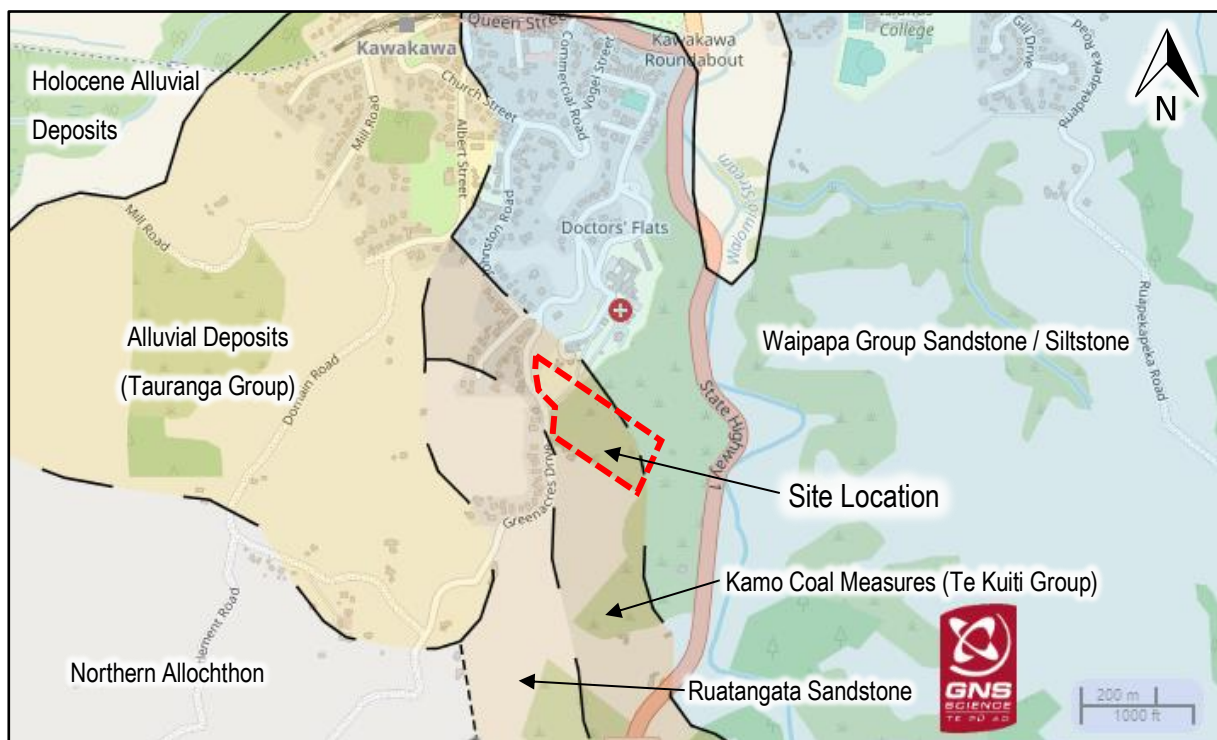 Queen Street
Islands
College
Kawakawa
Kawakawa
Roundabout
Gill Drive
Ruapekapeka Road
N
Holocene Alluvial
Deposits
Church Street
Commercial Road
Vogel Street
Mill Road
Albert Street
Waiomio Stream
Mill Road
Johnston Road
Doctors' Flats
Alluvial Deposits
(Tauranga Group)
Domain Road
State Highway 1
Waipapa Group Sandstone / Siltstone
Ruapekapeka Road
Greenacres Drive
Site Location
Kamo Coal Measures (Te Kuiti Group)
Northern Allochthon
lement Road
Ruatangata Sandstone
GNS
SCIENCE
TE PŪ AO
200 m
1000 ft